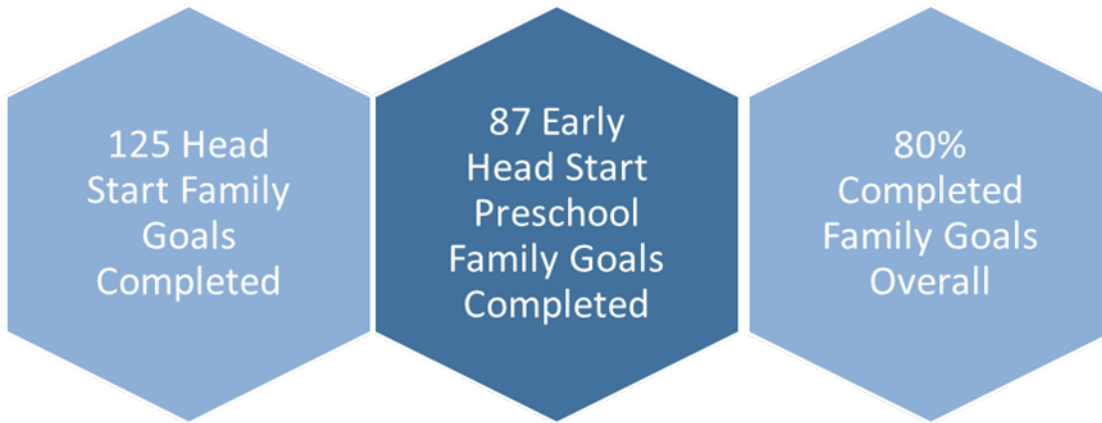 125 Head
Start Family
Goals
Completed
87 Early
Head Start
Preschool
Family Goals
Completed
80%
Completed
Family Goals
Overall